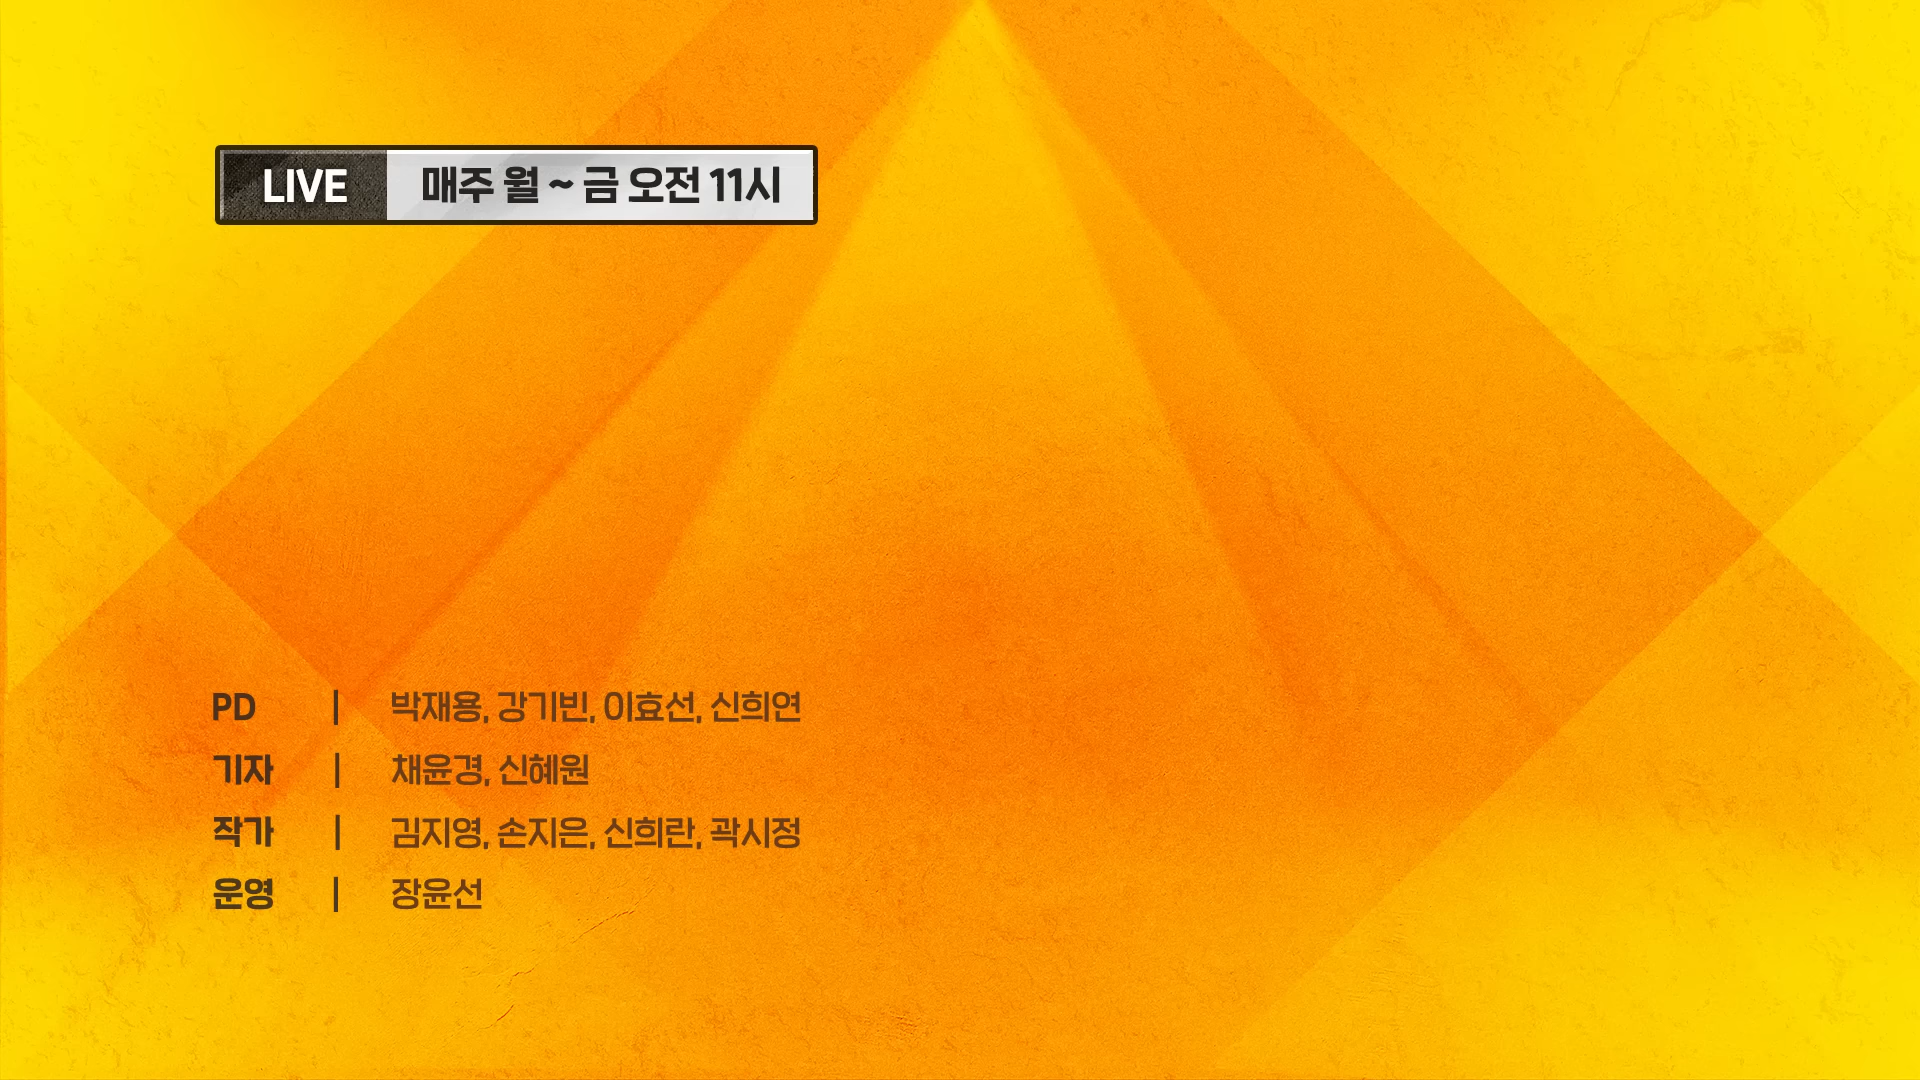 LIVE 매주 월 ~ 금 오전 11시
PD | 박재용, 강기빈, 이효선, 신희연
기자 | 채윤경, 신혜원
작가 | 김지영, 손지은, 신희란, 곽시정
운영 | 장윤선